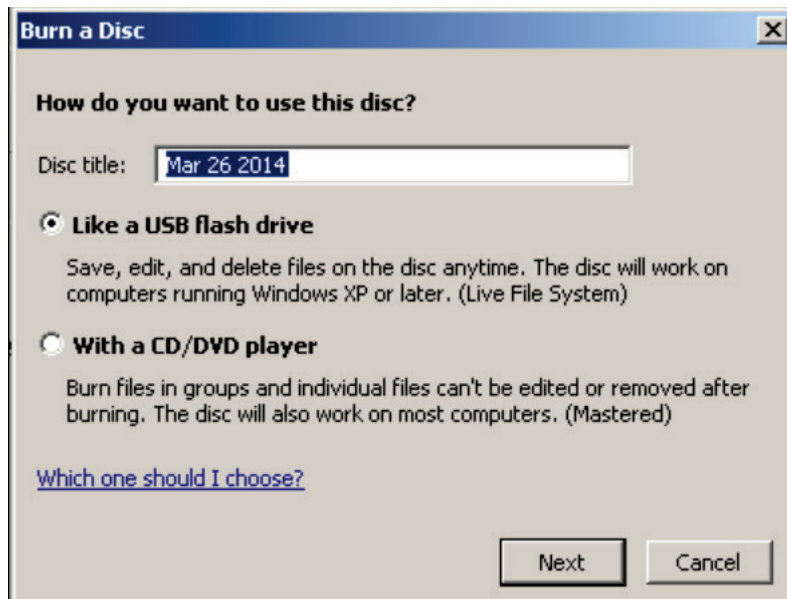 Burn a Disc
How do you want to use this disc?
Disc title: Mar 26 2014
Like a USB flash drive
Save, edit, and delete files on the disc anytime. The disc will work on
computers running Windows XP or later. (Live File System)
With a CD/DVD player
Burn files in groups and individual files can't be edited or removed after
burning. The disc will also work on most computers. (Mastered)
Which one should I choose?
Next Cancel